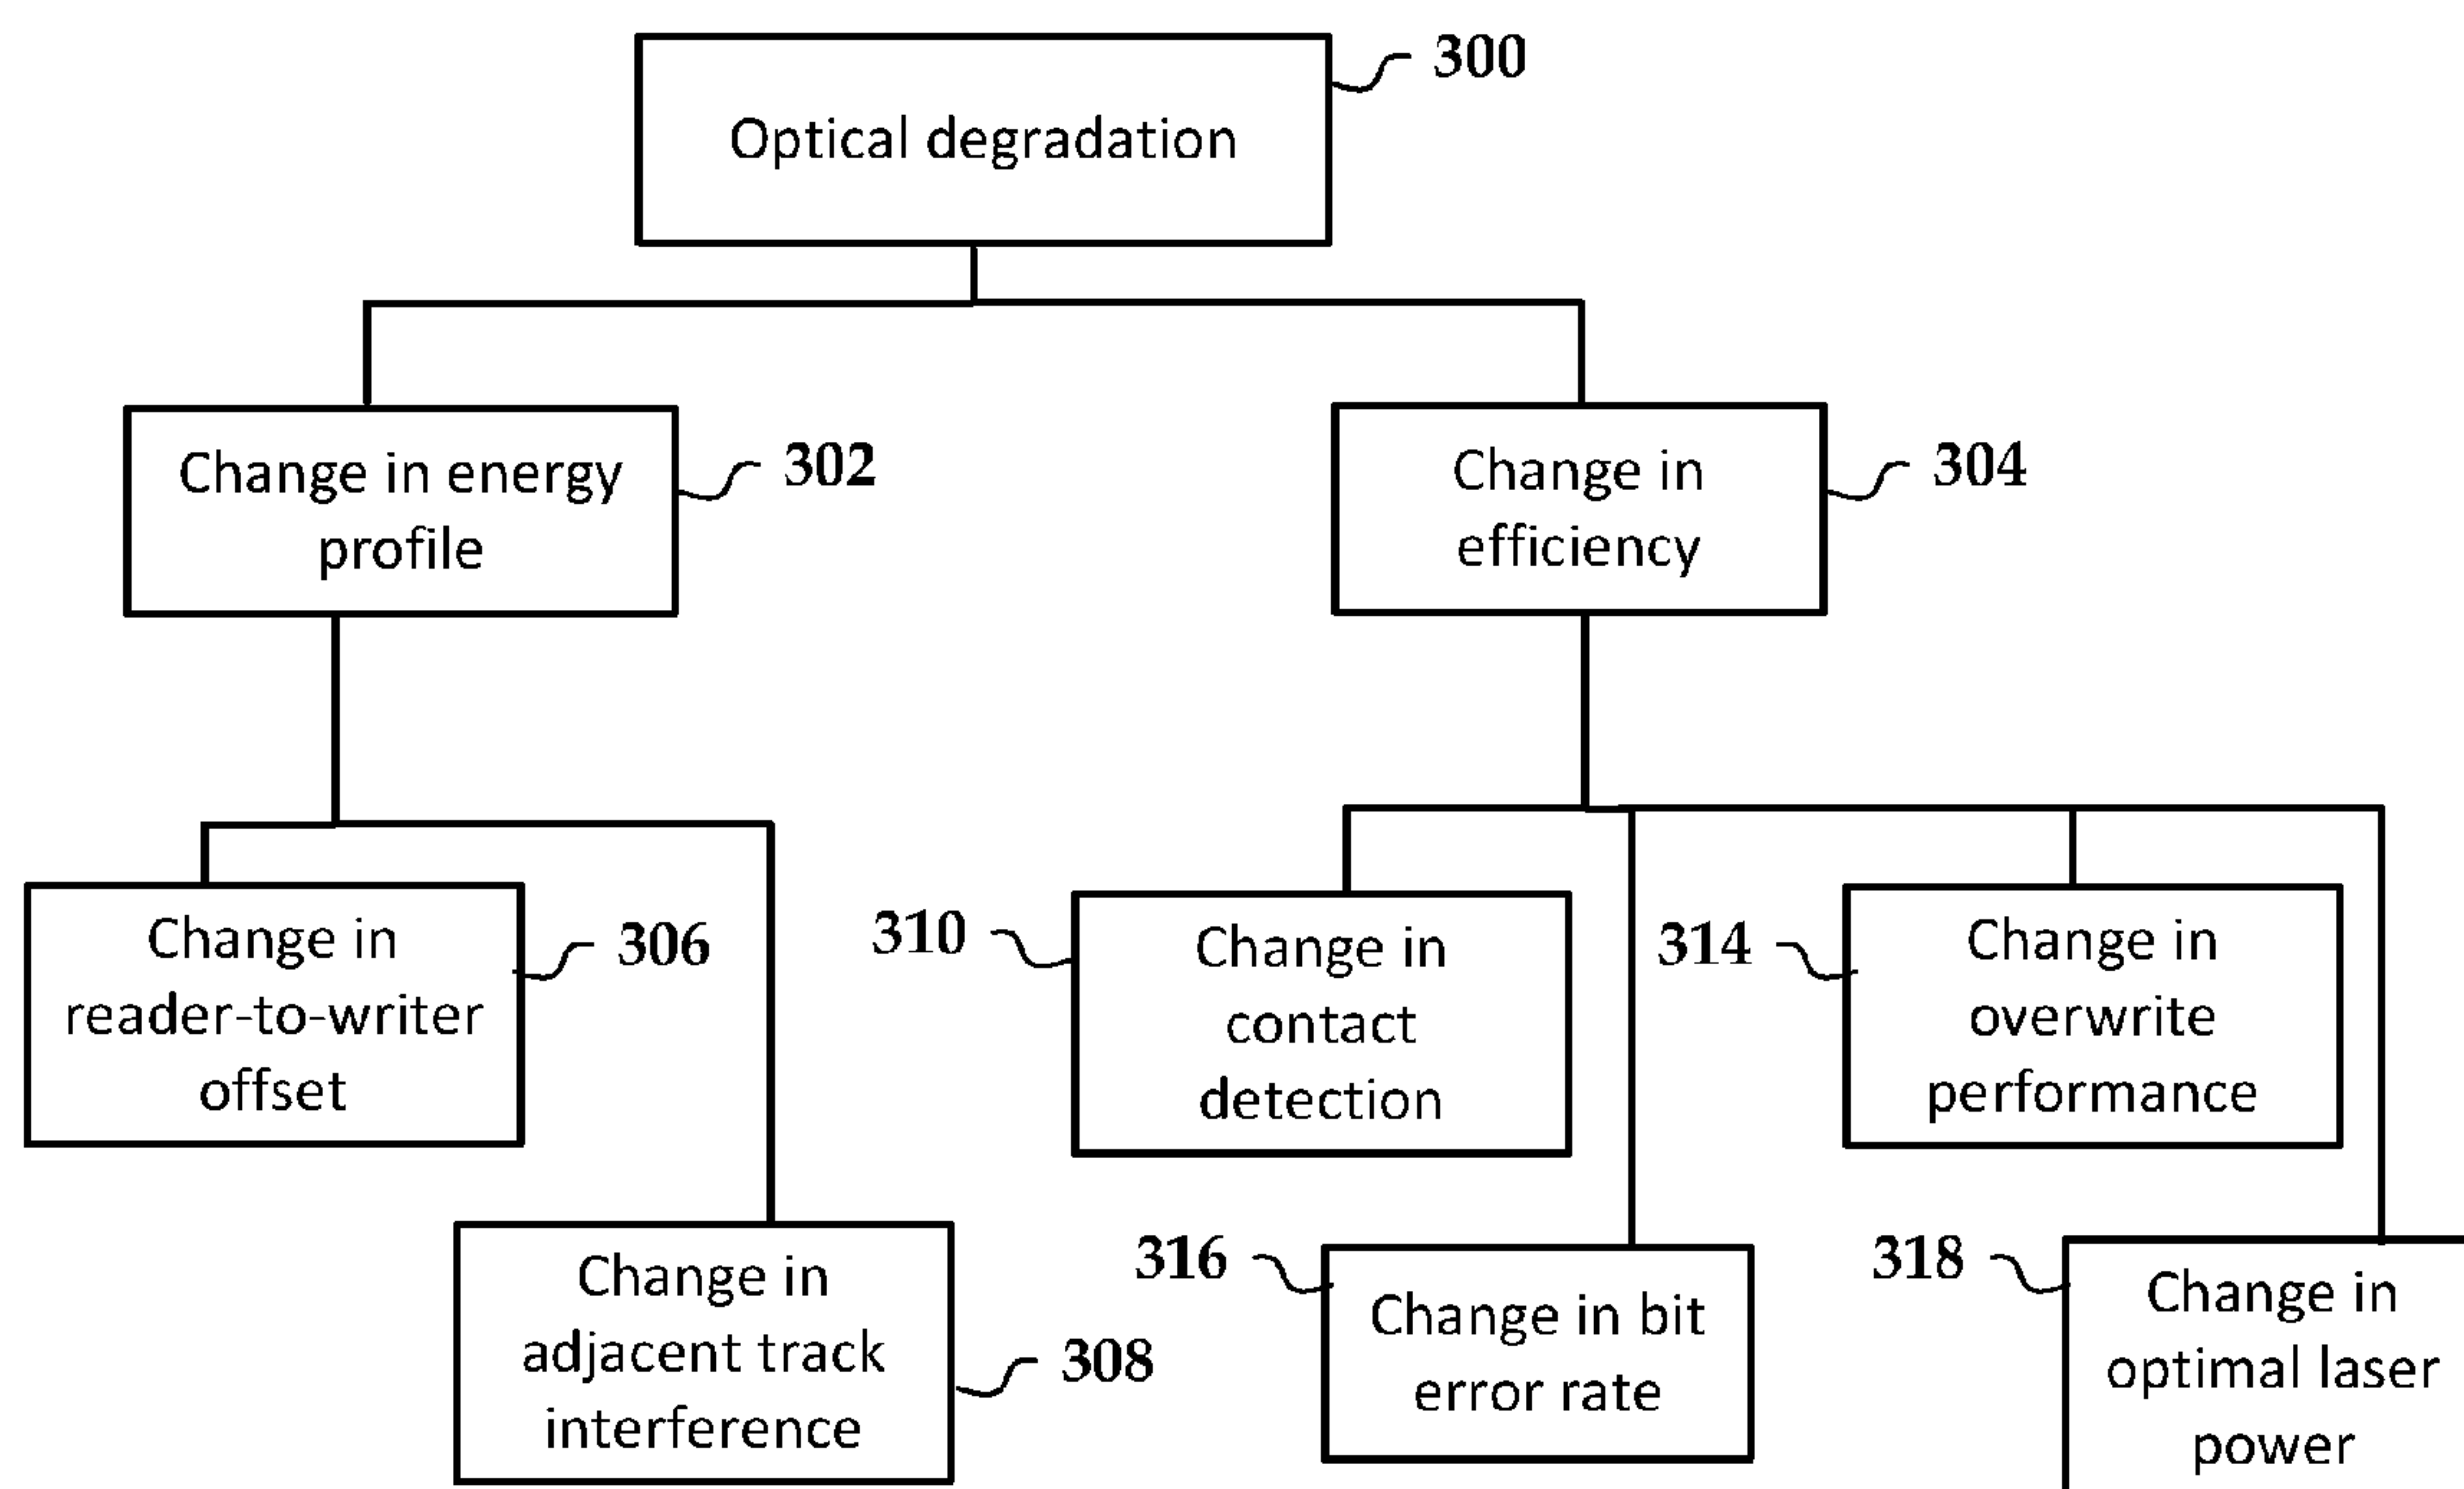 300
Optical degradation
Change in energy
profile
302
Change in
efficiency
304
Change in
reader-to-writer
offset
306
310
Change in
contact
detection
314
Change in
overwrite
performance
Change in
adjacent track
interference
308
316
Change in bit
error rate
318
Change in
optimal laser
power